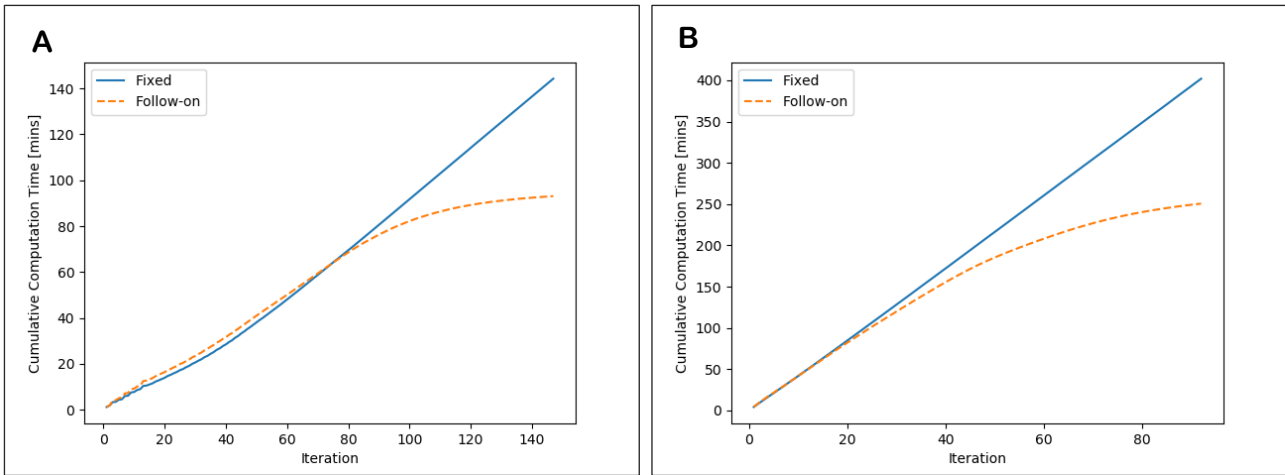 A
Fixed
Follow-on
140
120
100
80
60
40
20
0
Cumulative Computation Time [mins]
0 20 40 60 80 100 120 140
Iteration
B
Fixed
Follow-on
400
350
300
250
200
150
100
50
0
Cumulative Computation Time [mins]
0 20 40 60 80
Iteration